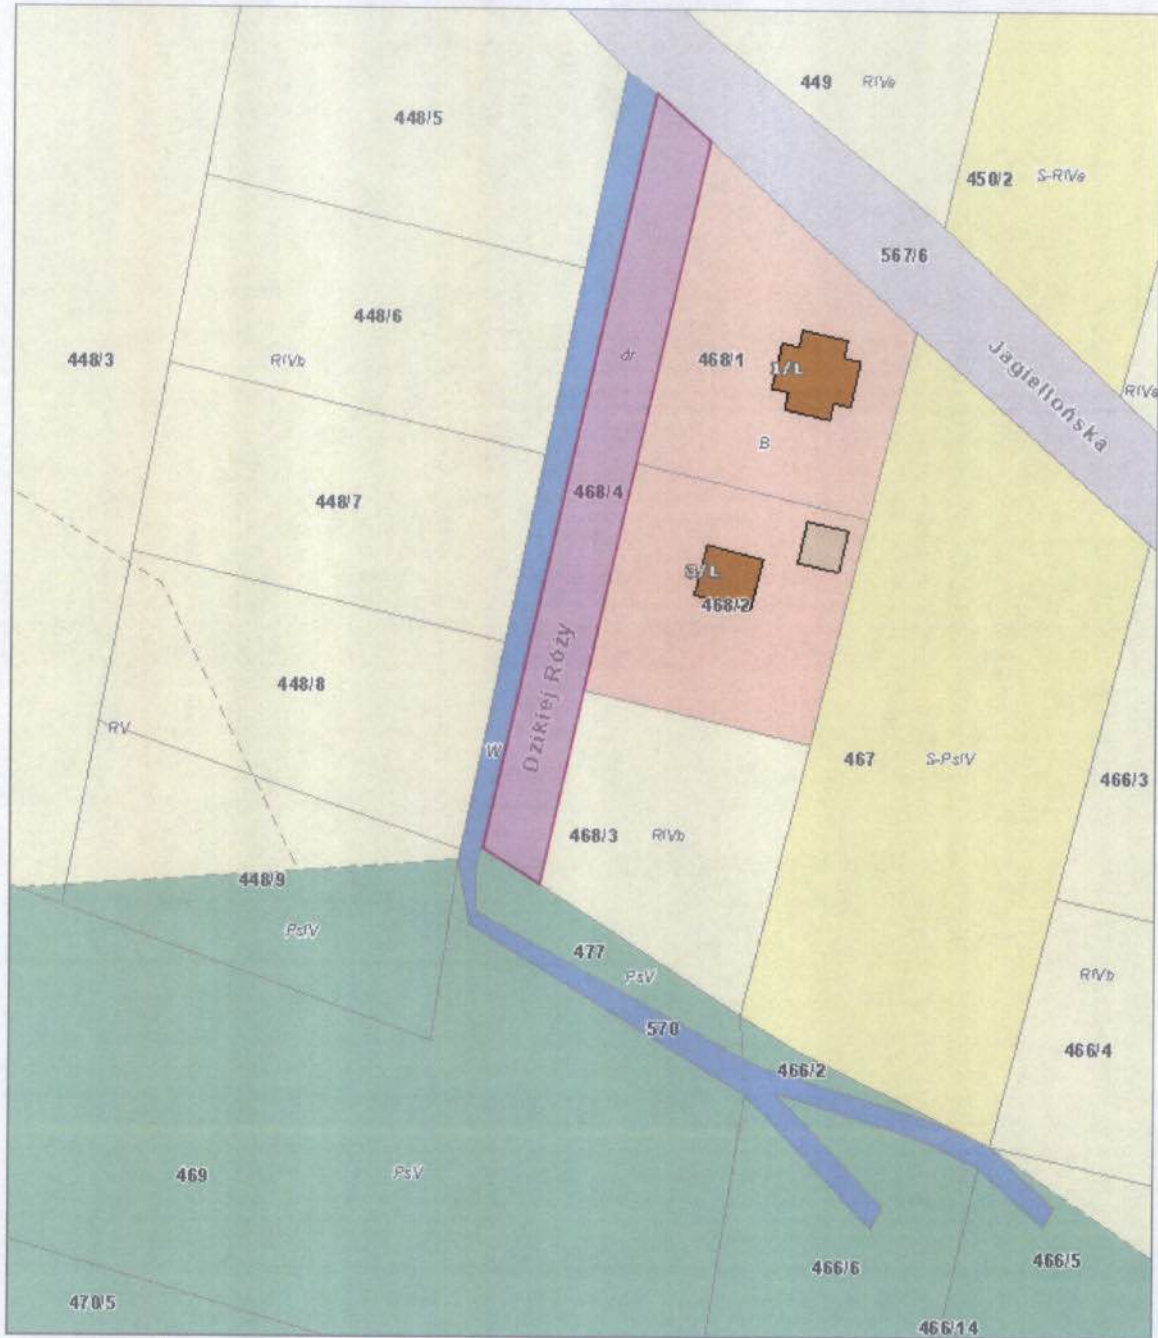 449 RIVa
448/5
450/2 S-RIVa
567/6
448/6
448/3
RIVb
dr
468/1
1/L
Jagiellońska
RIVa
B
448/7
468/4
3/L
468/2
448/8
Dzikiej Róży
RV
W
467 S-PsIV
466/3
468/3 RIVb
448/9
PsIV
477
PsV
RIVb
570
466/4
466/2
469
PsV
466/6
466/5
470/5
466/14